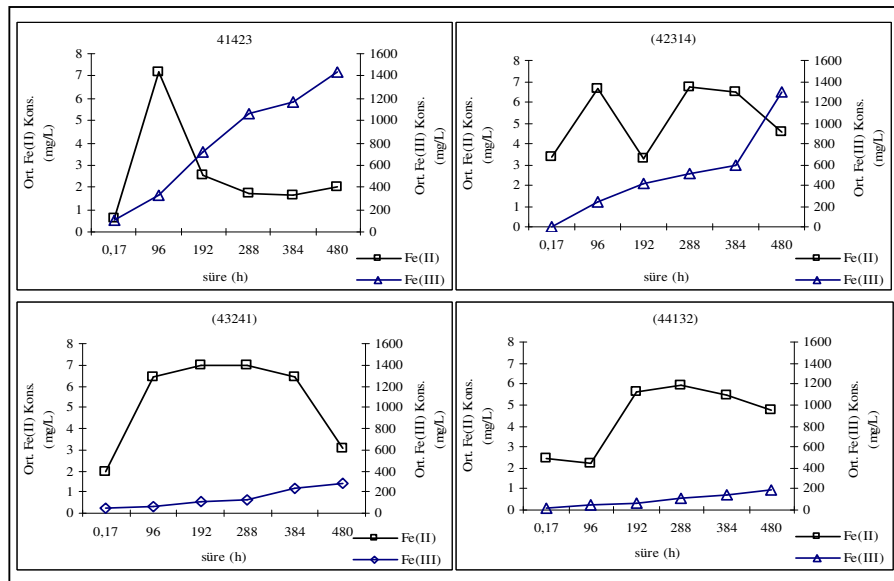 41423
Ort. Fe(II) Kons.
(mg/L)
8
7
6
5
4
3
2
1
0
1600
1400
1200
1000
800
600
400
200
0
Ort. Fe(III) Kons.
(mg/L)
0,17 96 192 288 384 480
süre (h)
Fe(II)
Fe(III)
(42314)
Ort. Fe(II) Kons.
(mg/L)
8
7
6
5
4
3
2
1
0
1600
1400
1200
1000
800
600
400
200
0
Ort. Fe(III) Kons.
(mg/L)
0,17 96 192 288 384 480
süre (h)
Fe(II)
Fe(III)
(43241)
Ort. Fe(II) Kons.
(mg/L)
8
7
6
5
4
3
2
1
0
1600
1400
1200
1000
800
600
400
200
0
Ort. Fe(III) Kons.
(mg/L)
0,17 96 192 288 384 480
süre (h)
Fe(II)
Fe(III)
(44132)
Ort. Fe(II) Kons.
(mg/L)
8
7
6
5
4
3
2
1
0
1600
1400
1200
1000
800
600
400
200
0
Ort. Fe(III) Kons.
(mg/L)
0,17 96 192 288 384 480
süre (h)
Fe(II)
Fe(III)